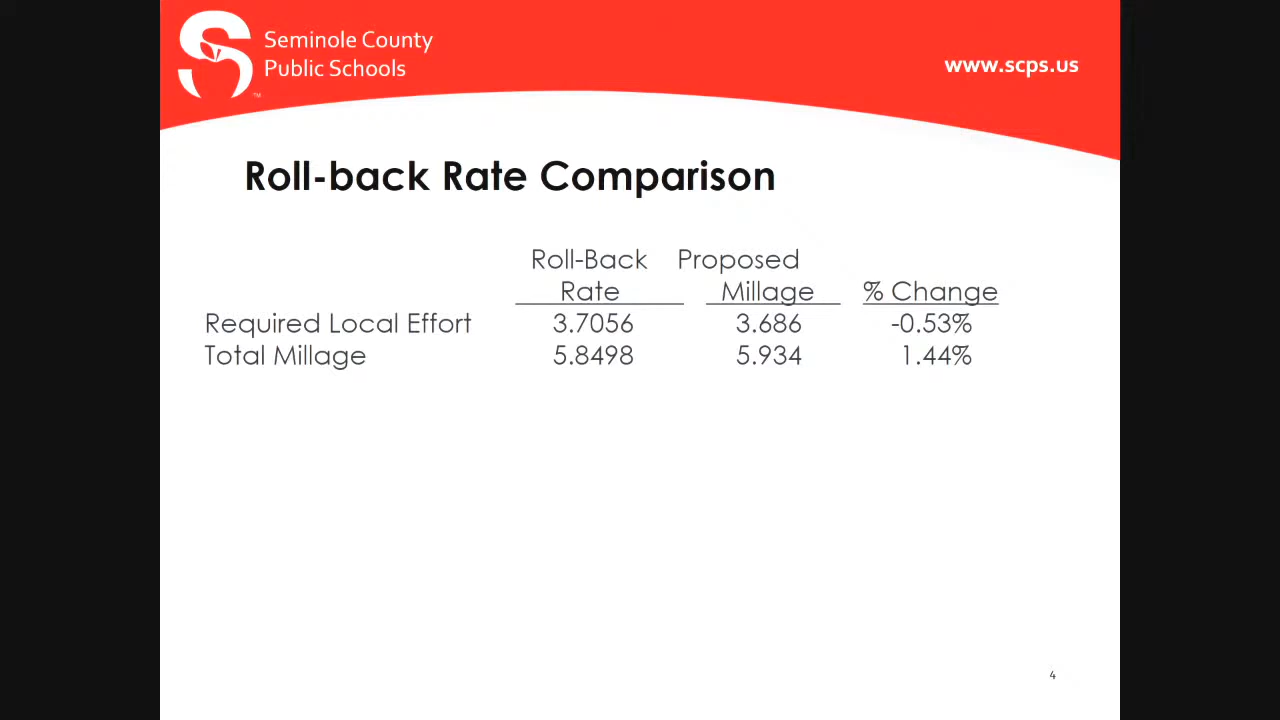 Seminole County
Public Schools
™
www.scps.us
Roll-back Rate Comparison
Roll-Back Proposed
Rate Millage % Change
Required Local Effort 3.7056 3.686 -0.53%
Total Millage 5.8498 5.934 1.44%
4